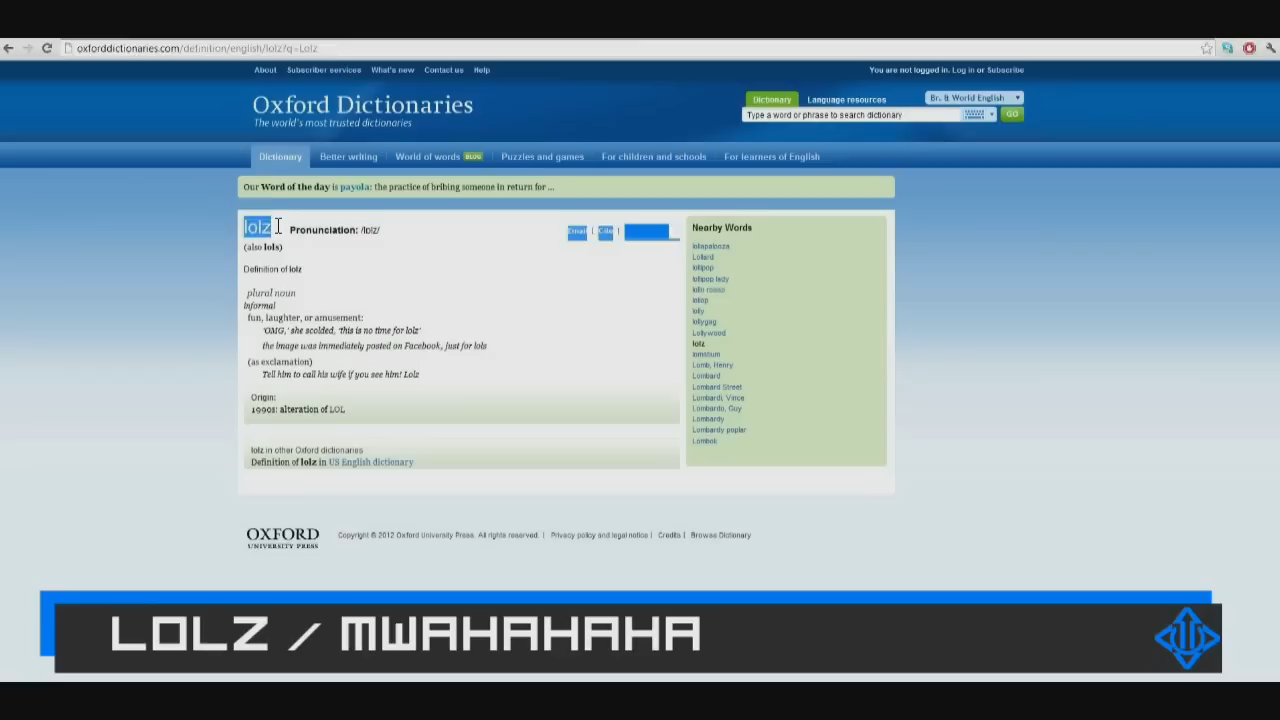 oxforddictionaries.com/definition/english/lolz?q=Lolz
About Subscriber services What's new Contact us Help
You are not logged in. Log in or Subscribe
Oxford Dictionaries
The world's most trusted dictionaries
Dictionary Language resources Br. & World English
Type a word or phrase to search dictionary GO
Dictionary Better writing World of words BLOG Puzzles and games For children and schools For learners of English
Our Word of the day is payola: the practice of bribing someone in return for ...
lolz Pronunciation: /lɒlz/
Email | Cite |
(also lols)
Definition of lolz
plural noun
informal
fun, laughter, or amusement:
'OMG,' she scolded, 'this is no time for lolz'
the image was immediately posted on Facebook, just for lols
(as exclamation)
Tell him to call his wife if you see him! Lolz
Origin:
1990s: alteration of LOL
lolz in other Oxford dictionaries
Definition of lolz in US English dictionary
Nearby Words
lollapalooza
Lollard
lollipop
lollipop lady
lollo rosso
lollop
lolly
lollygag
Lollywood
lolz
lomatium
Lomb, Henry
Lombard
Lombard Street
Lombardi, Vince
Lombardo, Guy
Lombardy
Lombardy poplar
Lombok
OXFORD
UNIVERSITY PRESS
Copyright © 2012 Oxford University Press. All rights reserved. | Privacy policy and legal notice | Credits | Browse Dictionary
LOLZ / MWAHAHAHA